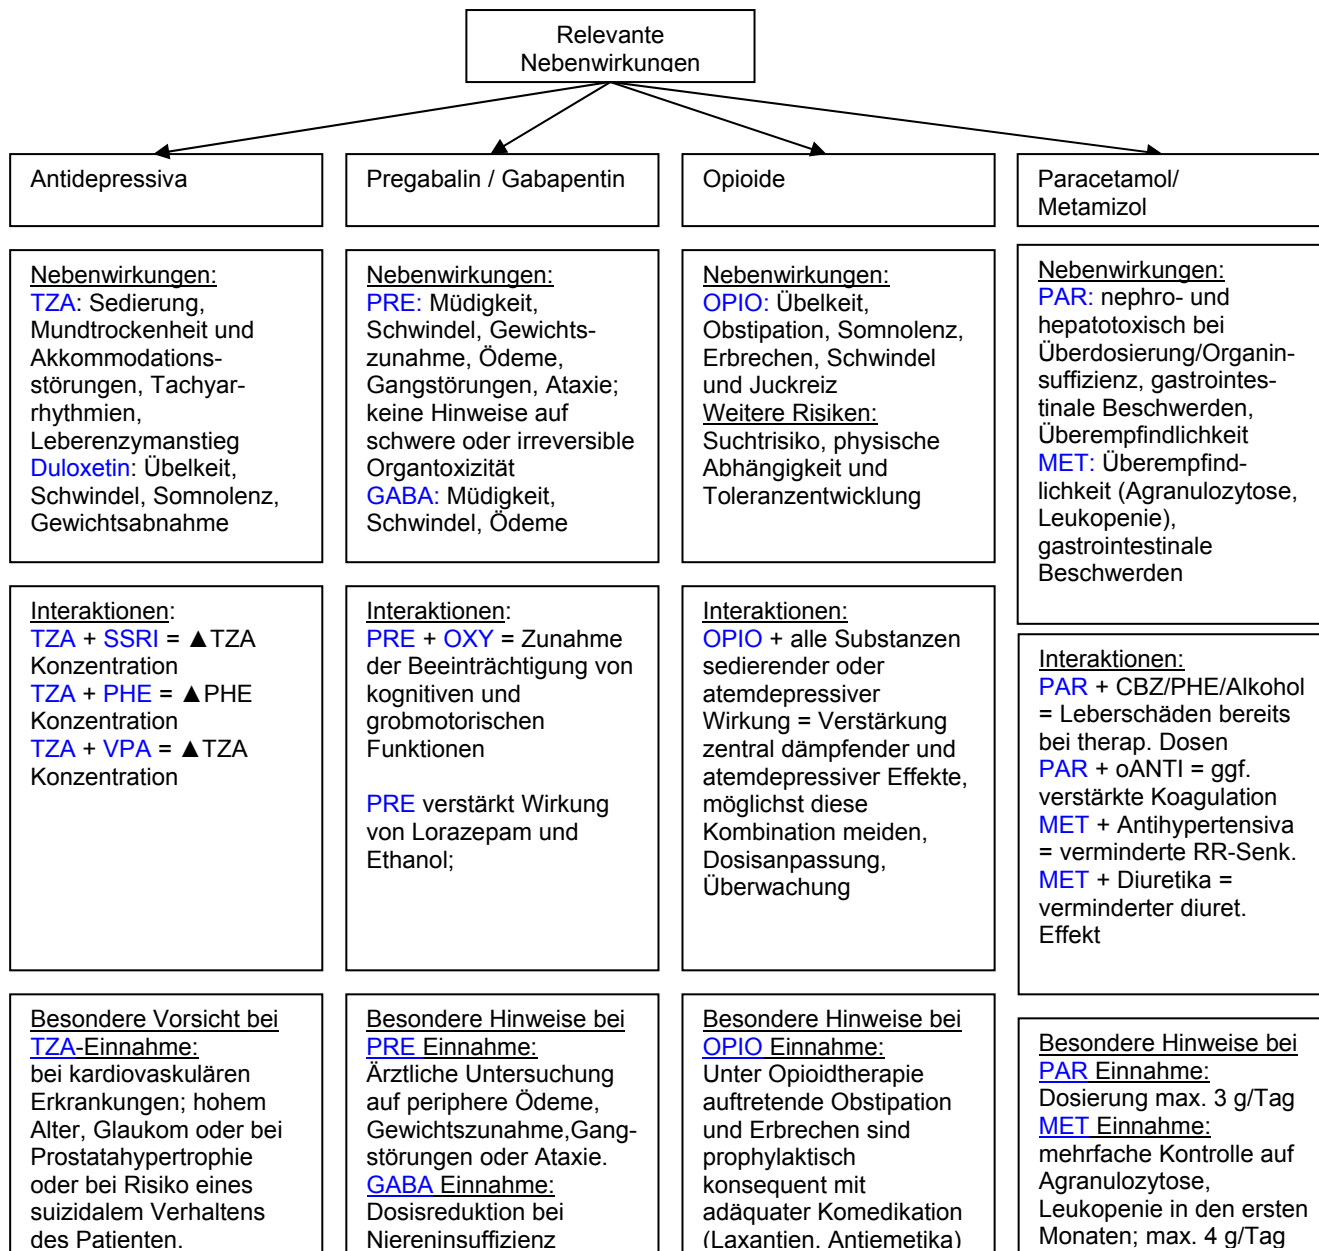 Relevante
Nebenwirkungen
Antidepressiva
Pregabalin / Gabapentin
Opioide
Paracetamol/
Metamizol
Nebenwirkungen:
TZA: Sedierung,
Mundtrockenheit und
Akkommodations-
störungen, Tachyar-
rhythmien,
Leberenzymanstieg
Duloxetin: Übelkeit,
Schwindel, Somnolenz,
Gewichtsabnahme
Nebenwirkungen:
PRE: Müdigkeit,
Schwindel, Gewichts-
zunahme, Ödeme,
Gangstörungen, Ataxie;
keine Hinweise auf
schwere oder irreversible
Organtoxizität
GABA: Müdigkeit,
Schwindel, Ödeme
Nebenwirkungen:
OPIO: Übelkeit,
Obstipation, Somnolenz,
Erbrechen, Schwindel
und Juckreiz
Weitere Risiken:
Suchtrisiko, physische
Abhängigkeit und
Toleranzentwicklung
Nebenwirkungen:
PAR: nephro- und
hepatotoxisch bei
Überdosierung/Organin-
suffizienz, gastrointes-
tinale Beschwerden,
Überempfindlichkeit
MET: Überempfind-
lichkeit (Agranulozytose,
Leukopenie),
gastrointestinale
Beschwerden
Interaktionen:
TZA + SSRI = ▲TZA
Konzentration
TZA + PHE = ▲PHE
Konzentration
TZA + VPA = ▲TZA
Konzentration
Interaktionen:
PRE + OXY = Zunahme
der Beeinträchtigung von
kognitiven und
grobmotorischen
Funktionen
PRE verstärkt Wirkung
von Lorazepam und
Ethanol;
Interaktionen:
OPIO + alle Substanzen
sedierender oder
atemdepressiver
Wirkung = Verstärkung
zentral dämpfender und
atemdepressiver Effekte,
möglichst diese
Kombination meiden,
Dosisanpassung,
Überwachung
Interaktionen:
PAR + CBZ/PHE/Alkohol
= Leberschäden bereits
bei therap. Dosen
PAR + oANTI = ggf.
verstärkte Koagulation
MET + Antihypertensiva
= verminderte RR-Senk.
MET + Diuretika =
verminderter diuret.
Effekt
Besondere Vorsicht bei
TZA-Einnahme:
bei kardiovaskulären
Erkrankungen; hohem
Alter, Glaukom oder bei
Prostatahypertrophie
oder bei Risiko eines
suizidalem Verhaltens
des Patienten.
Besondere Hinweise bei
PRE Einnahme:
Ärztliche Untersuchung
auf periphere Ödeme,
Gewichtszunahme,Gang-
störungen oder Ataxie.
GABA Einnahme:
Dosisreduktion bei
Niereninsuffizienz
Besondere Hinweise bei
OPIO Einnahme:
Unter Opioidtherapie
auftretende Obstipation
und Erbrechen sind
prophylaktisch
konsequent mit
adäquater Komedikation
(Laxantien, Antiemetika)
Besondere Hinweise bei
PAR Einnahme:
Dosierung max. 3 g/Tag
MET Einnahme:
mehrfache Kontrolle auf
Agranulozytose,
Leukopenie in den ersten
Monaten; max. 4 g/Tag